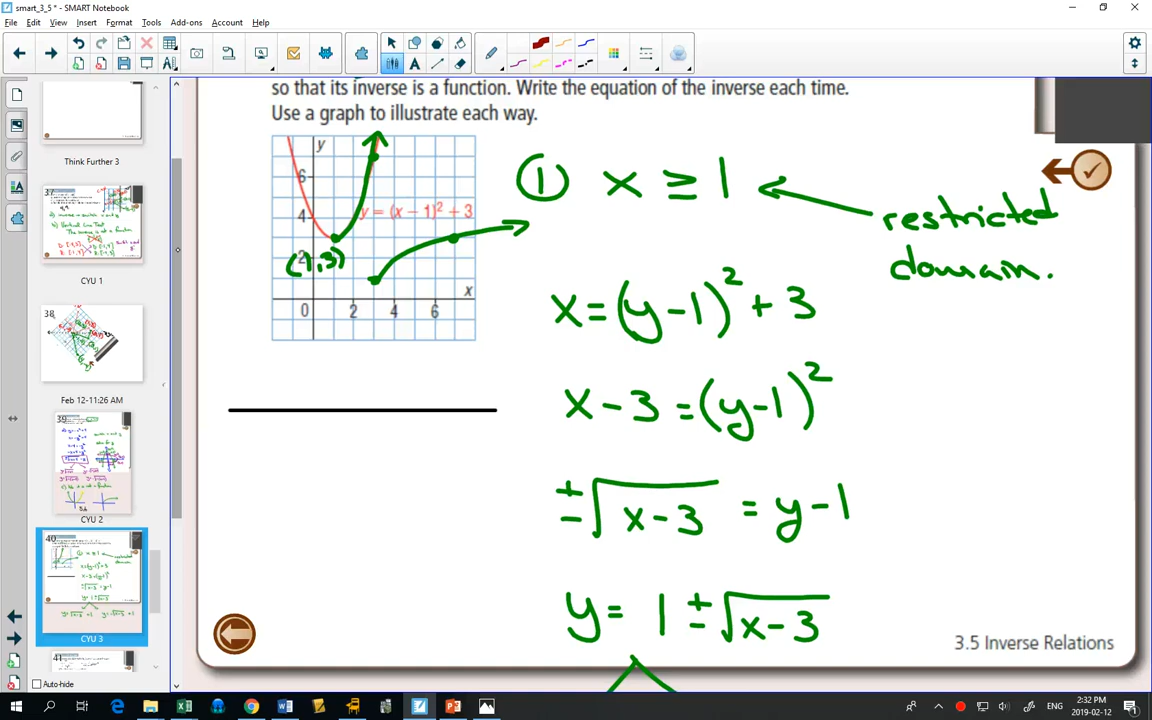 smart_3_5 * - SMART Notebook
File Edit View Insert Format Tools Add-ons Account Help
Think Further 3
37
CYU 1
38
Feb 12-11:26 AM
39
CYU 2
40
CYU 3
41
Auto-hide
so that its inverse is a function. Write the equation of the inverse each time.
Use a graph to illustrate each way.
y
6
4
2
0 2 4 6
x
y = (x − 1)² + 3
(1,3)
① x ≥ 1
restricted
domain.
x = (y-1)² + 3
x - 3 = (y-1)²
±√x-3 = y-1
y = 1 ± √x-3
3.5 Inverse Relations
ENG
2:32 PM
2019-02-12
1